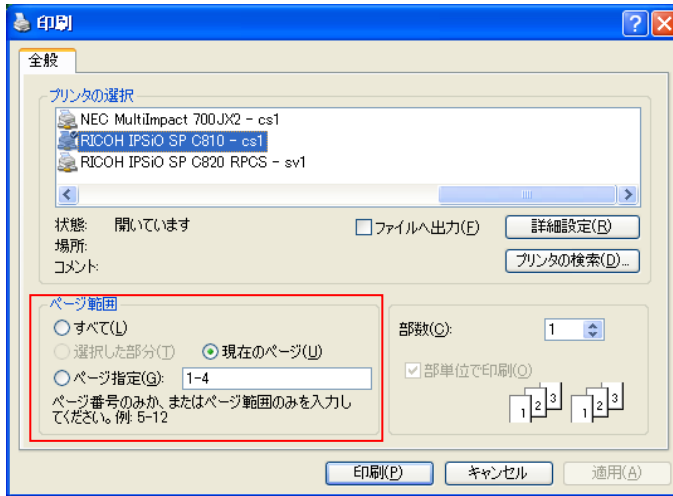 印刷
全般
プリンタの選択
NEC MultiImpact 700JX2 - cs1
RICOH IPSiO SP C810 - cs1
RICOH IPSiO SP C820 RPCS - sv1
状態: 開いています
場所:
コメント:
ファイルへ出力(F)
詳細設定(R)
プリンタの検索(D)...
ページ範囲
すべて(L)
選択した部分(T) 現在のページ(U)
ページ指定(G): 1-4
ページ番号のみか、またはページ範囲のみを入力し
てください。例: 5-12
部数(C): 1
部単位で印刷(O)
1 2 3 1 2 3
印刷(P) キャンセル 適用(A)